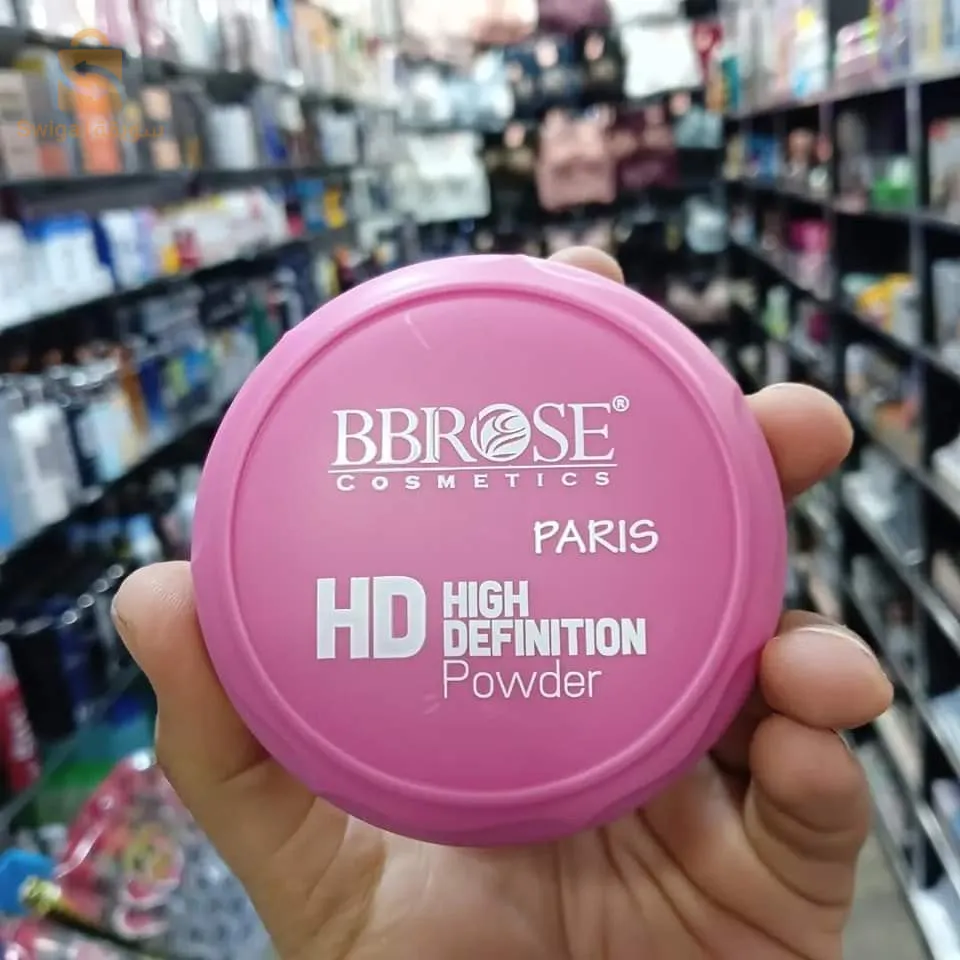 BBROSE®
COSMETICS
PARIS
HD HIGH
DEFINITION
Powder